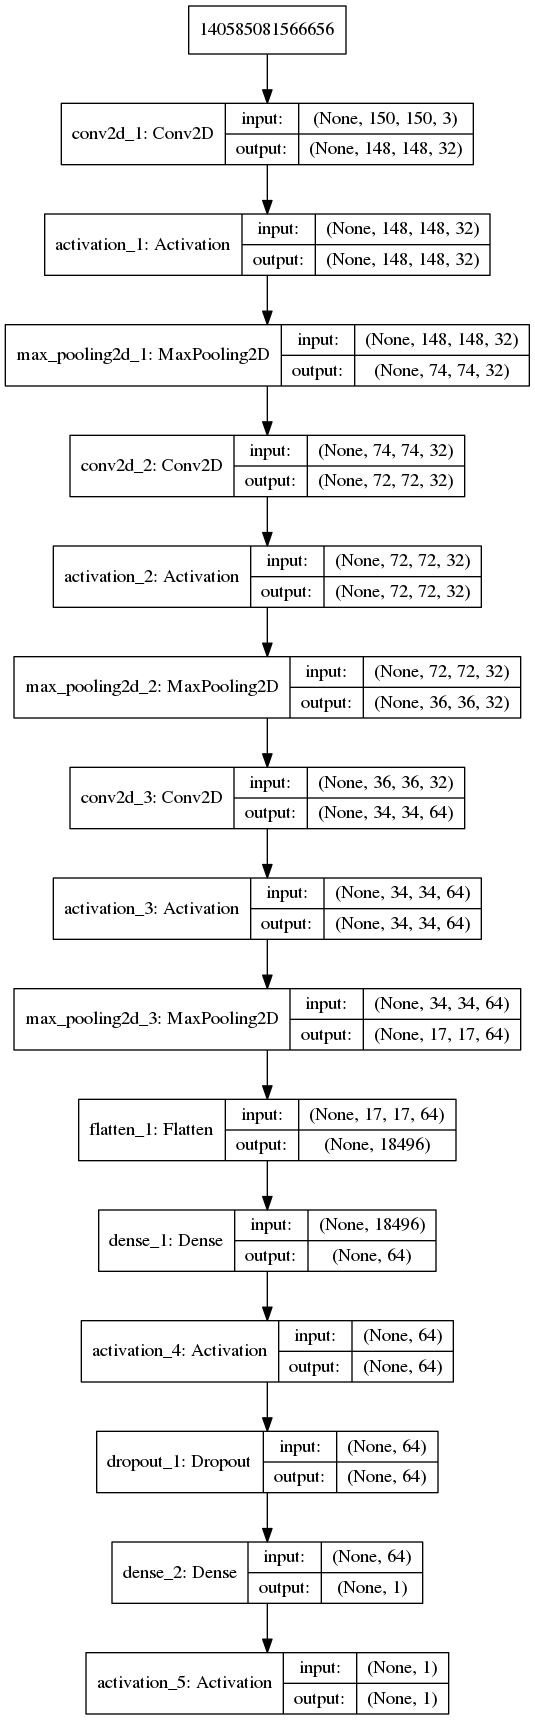 140585081566656
conv2d_1: Conv2D
input: (None, 150, 150, 3)
output: (None, 148, 148, 32)
activation_1: Activation
input: (None, 148, 148, 32)
output: (None, 148, 148, 32)
max_pooling2d_1: MaxPooling2D
input: (None, 148, 148, 32)
output: (None, 74, 74, 32)
conv2d_2: Conv2D
input: (None, 74, 74, 32)
output: (None, 72, 72, 32)
activation_2: Activation
input: (None, 72, 72, 32)
output: (None, 72, 72, 32)
max_pooling2d_2: MaxPooling2D
input: (None, 72, 72, 32)
output: (None, 36, 36, 32)
conv2d_3: Conv2D
input: (None, 36, 36, 32)
output: (None, 34, 34, 64)
activation_3: Activation
input: (None, 34, 34, 64)
output: (None, 34, 34, 64)
max_pooling2d_3: MaxPooling2D
input: (None, 34, 34, 64)
output: (None, 17, 17, 64)
flatten_1: Flatten
input: (None, 17, 17, 64)
output: (None, 18496)
dense_1: Dense
input: (None, 18496)
output: (None, 64)
activation_4: Activation
input: (None, 64)
output: (None, 64)
dropout_1: Dropout
input: (None, 64)
output: (None, 64)
dense_2: Dense
input: (None, 64)
output: (None, 1)
activation_5: Activation
input: (None, 1)
output: (None, 1)